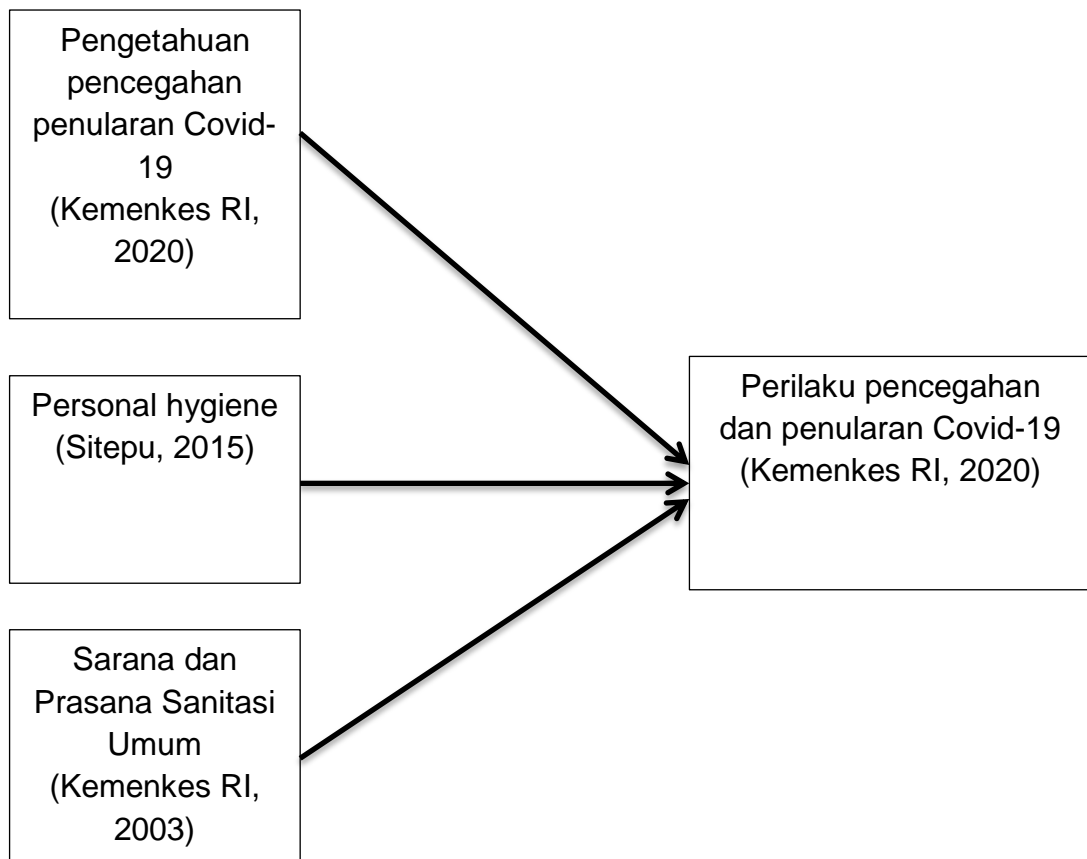 Pengetahuan
pencegahan
penularan Covid-
19
(Kemenkes RI,
2020)
Personal hygiene
(Sitepu, 2015)
Sarana dan
Prasana Sanitasi
Umum
(Kemenkes RI,
2003)
Perilaku pencegahan
dan penularan Covid-19
(Kemenkes RI, 2020)